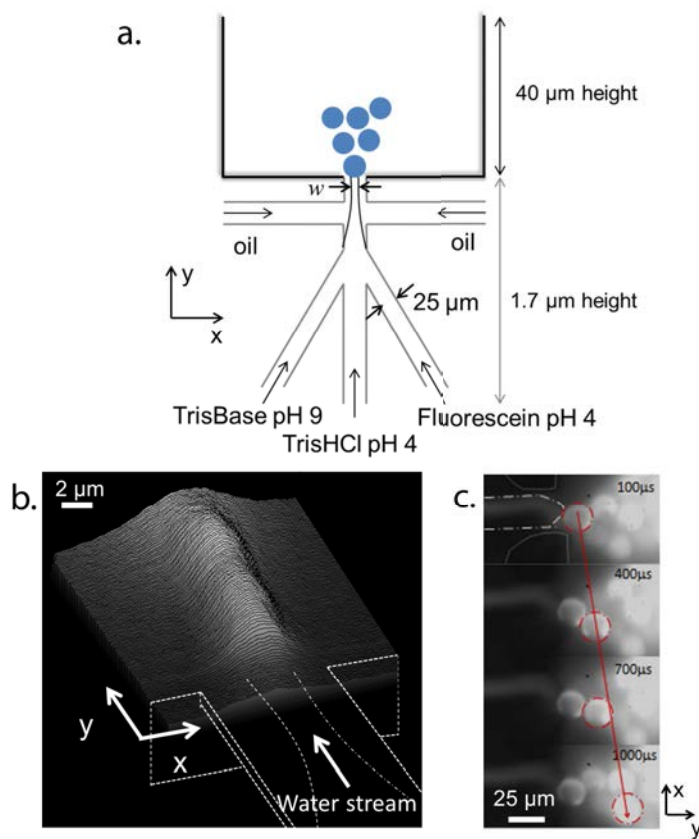 a.
40 µm height
w
oil
oil
y
x
25 µm
1.7 µm height
TrisBase pH 9
TrisHCl pH 4
Fluorescein pH 4
b.
2 µm
y
x
Water stream
c.
100µs
400µs
700µs
1000µs
25 µm
x
y